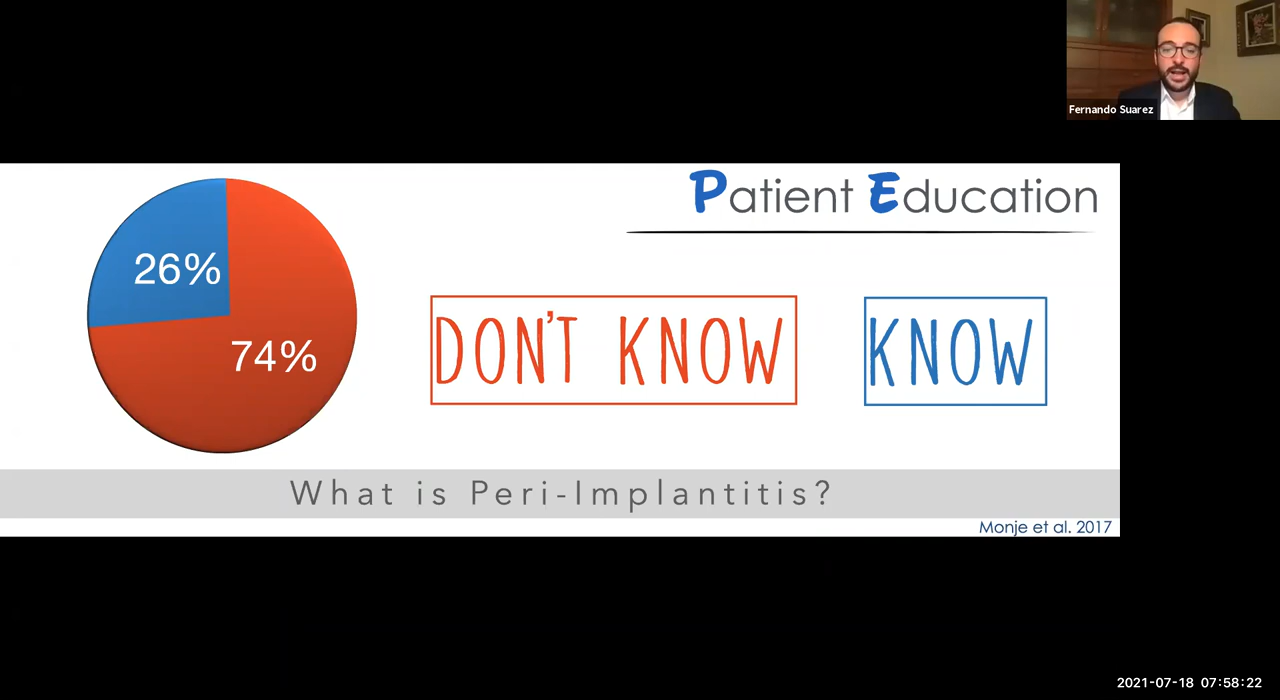 Fernando Suarez
Patient Education
26%
74%
DON'T KNOW
KNOW
What is Peri-Implantitis?
Monje et al. 2017
2021-07-18 07:58:22